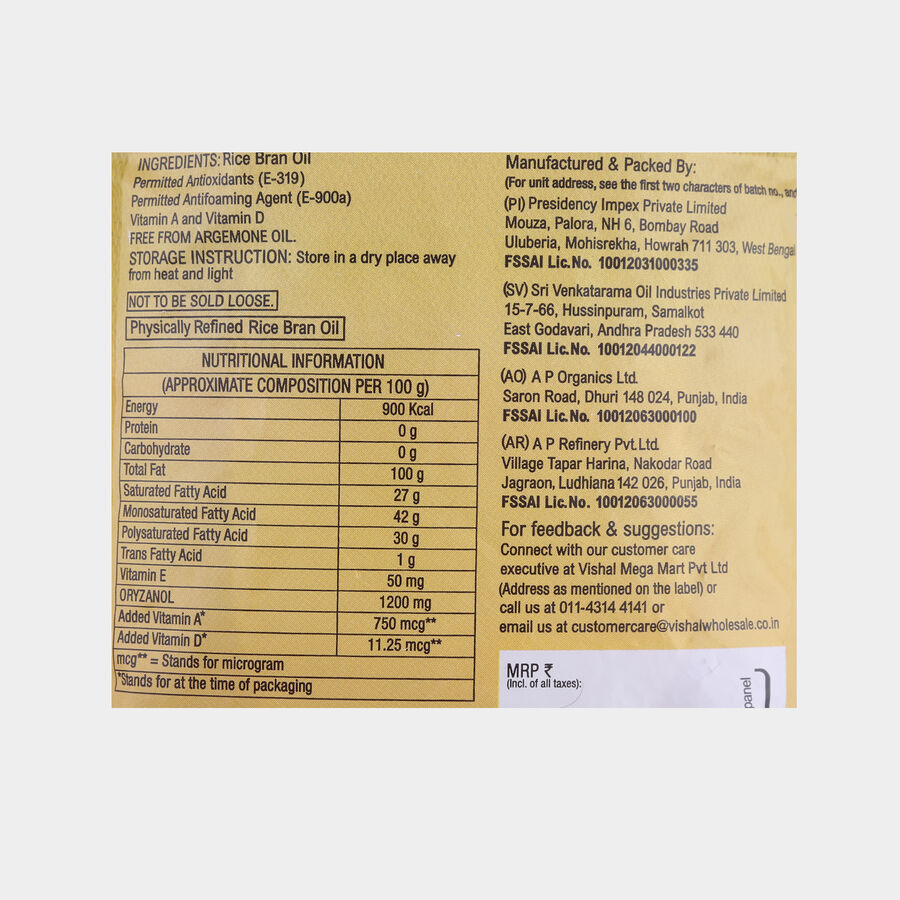 INGREDIENTS: Rice Bran Oil
Permitted Antioxidants (E-319)
Permitted Antifoaming Agent (E-900a)
Vitamin A and Vitamin D
FREE FROM ARGEMONE OIL.
STORAGE INSTRUCTION: Store in a dry place away
from heat and light
NOT TO BE SOLD LOOSE.
Physically Refined Rice Bran Oil
NUTRITIONAL INFORMATION
(APPROXIMATE COMPOSITION PER 100 g)
Energy 900 Kcal
Protein 0 g
Carbohydrate 0 g
Total Fat 100 g
Saturated Fatty Acid 27 g
Monosaturated Fatty Acid 42 g
Polysaturated Fatty Acid 30 g
Trans Fatty Acid 1 g
Vitamin E 50 mg
ORYZANOL 1200 mg
Added Vitamin A* 750 mcg**
Added Vitamin D* 11.25 mcg**
mcg** = Stands for microgram
*Stands for at the time of packaging
Manufactured & Packed By:
(For unit address, see the first two characters of batch no., and
(PI) Presidency Impex Private Limited
Mouza, Palora, NH 6, Bombay Road
Uluberia, Mohisrekha, Howrah 711 303, West Bengal
FSSAI Lic.No. 10012031000335
(SV) Sri Venkatarama Oil Industries Private Limited
15-7-66, Hussinpuram, Samalkot
East Godavari, Andhra Pradesh 533 440
FSSAI Lic.No. 10012044000122
(AO) A P Organics Ltd.
Saron Road, Dhuri 148 024, Punjab, India
FSSAI Lic.No. 10012063000100
(AR) A P Refinery Pvt.Ltd.
Village Tapar Harina, Nakodar Road
Jagraon, Ludhiana 142 026, Punjab, India
FSSAI Lic.No. 10012063000055
For feedback & suggestions:
Connect with our customer care
executive at Vishal Mega Mart Pvt Ltd
(Address as mentioned on the label) or
call us at 011-4314 4141 or
email us at customercare@vishalwholesale.co.in
MRP ₹
(Incl. of all taxes):
panel